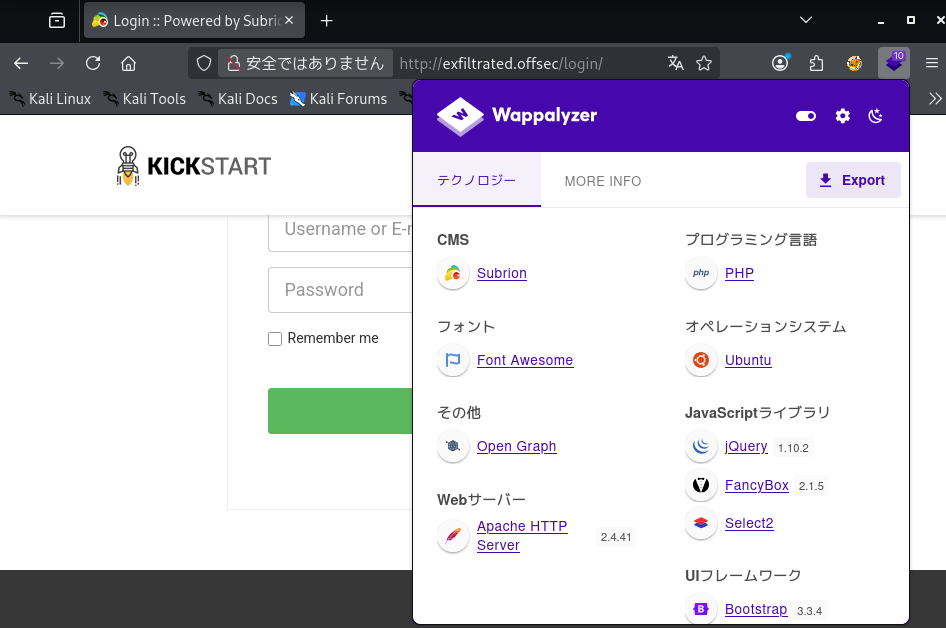 Login :: Powered by Subri
安全ではありません
http://exfiltrated.offsec/login/
10
Kali Linux
Kali Tools
Kali Docs
Kali Forums
KICKSTART
Username or E-
Password
Remember me
Wappalyzer
テクノロジー
MORE INFO
Export
CMS
Subrion
フォント
Font Awesome
その他
Open Graph
Webサーバー
Apache HTTP
Server
2.4.41
プログラミング言語
php
PHP
オペレーションシステム
Ubuntu
JavaScriptライブラリ
jQuery 1.10.2
FancyBox 2.1.5
Select2
UIフレームワーク
B
Bootstrap 3.3.4